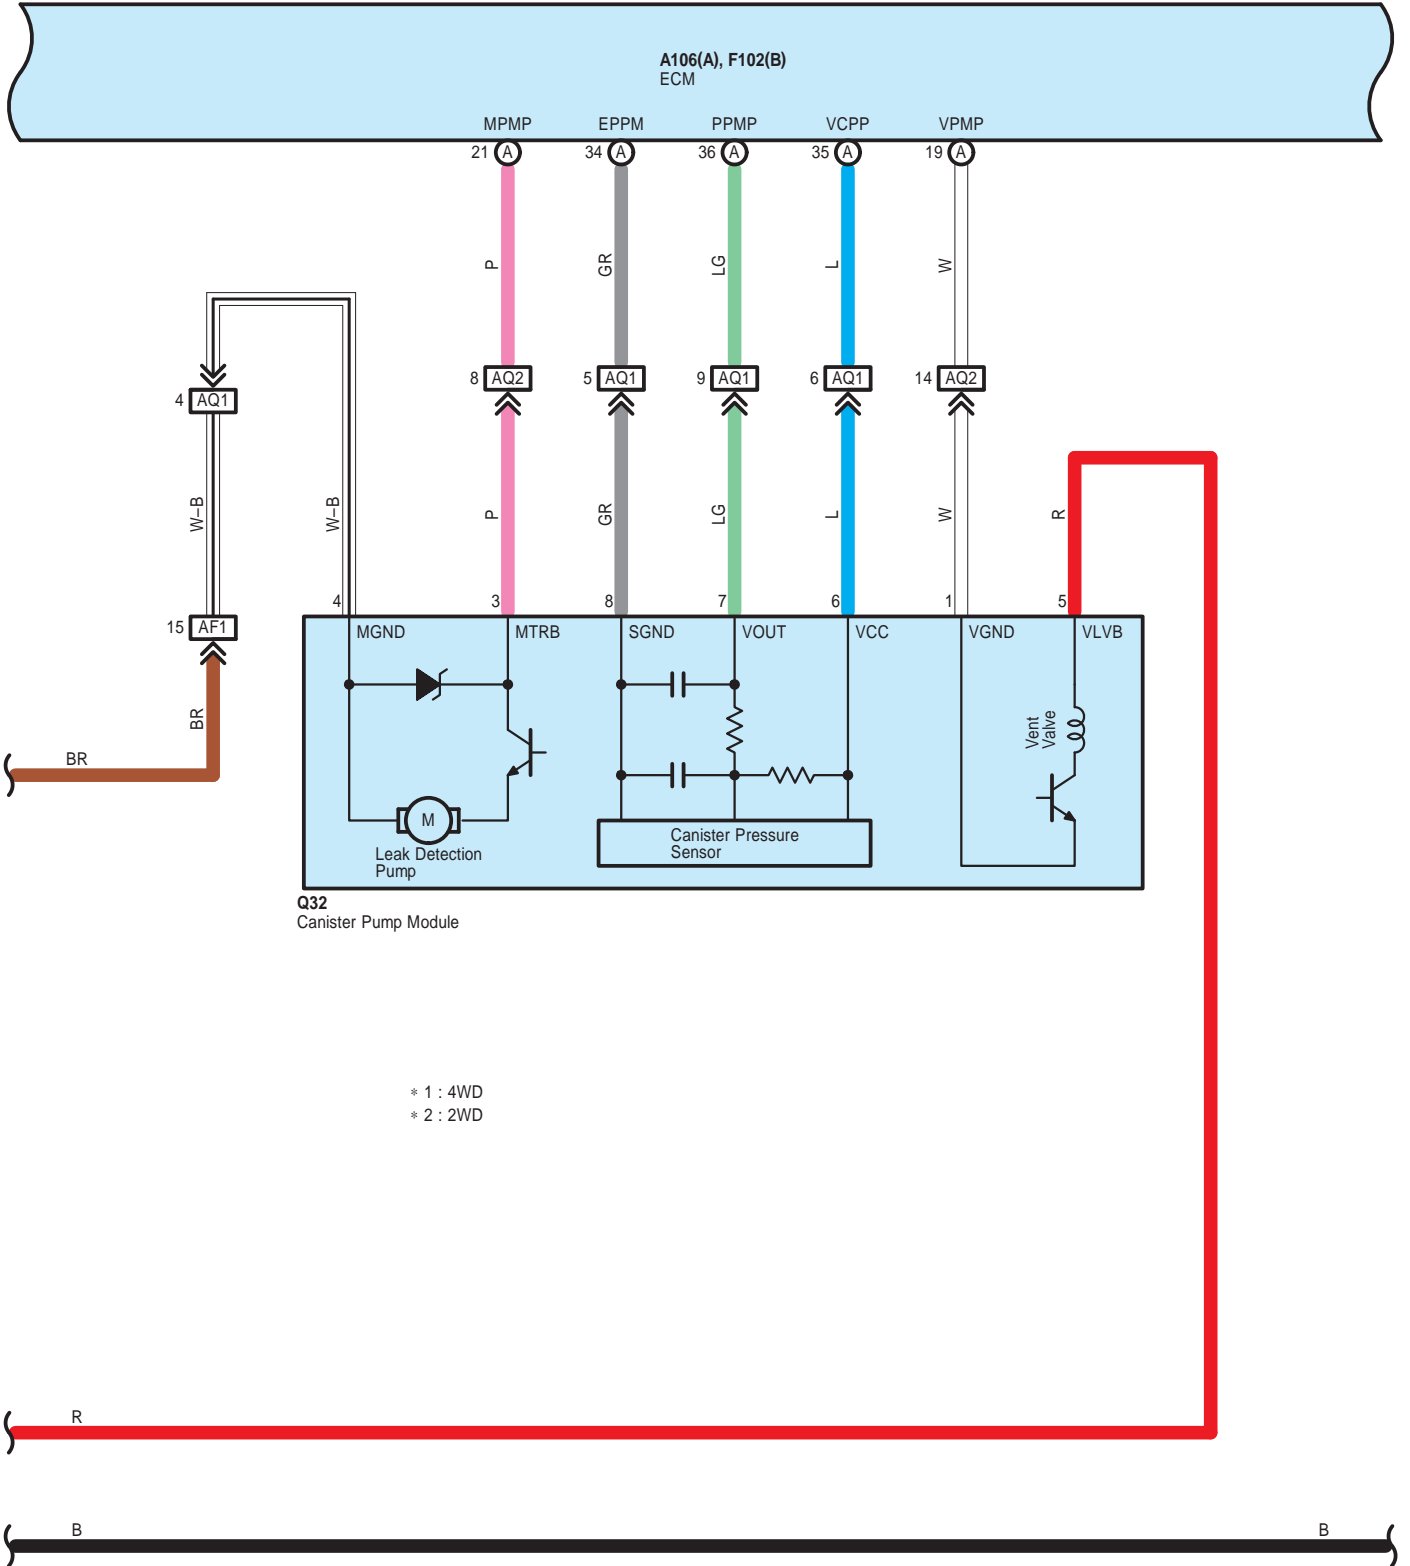 A106(A), F102(B)
ECM
MPMP EPPM PPMP VCPP VPMP
21 A 34 A 36 A 35 A 19 A
P GR LG L W
8 AQ2 5 AQ1 9 AQ1 6 AQ1 14 AQ2
4 AQ1
W–B W–B P GR LG L W R
4 3 8 7 6 1 5
15 AF1
MGND MTRB SGND VOUT VCC VGND VLVB
BR
BR
Vent
Valve
M
Leak Detection
Pump
Canister Pressure
Sensor
Q32
Canister Pump Module
* 1 : 4WD
* 2 : 2WD
R
B B